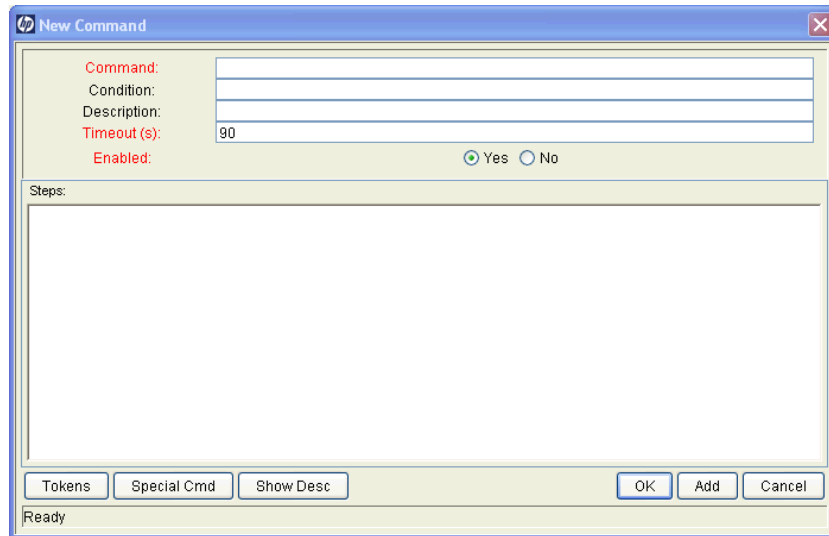 hp New Command
Command:
Condition:
Description:
Timeout (s): 90
Enabled: Yes No
Steps:
Tokens Special Cmd Show Desc OK Add Cancel
Ready